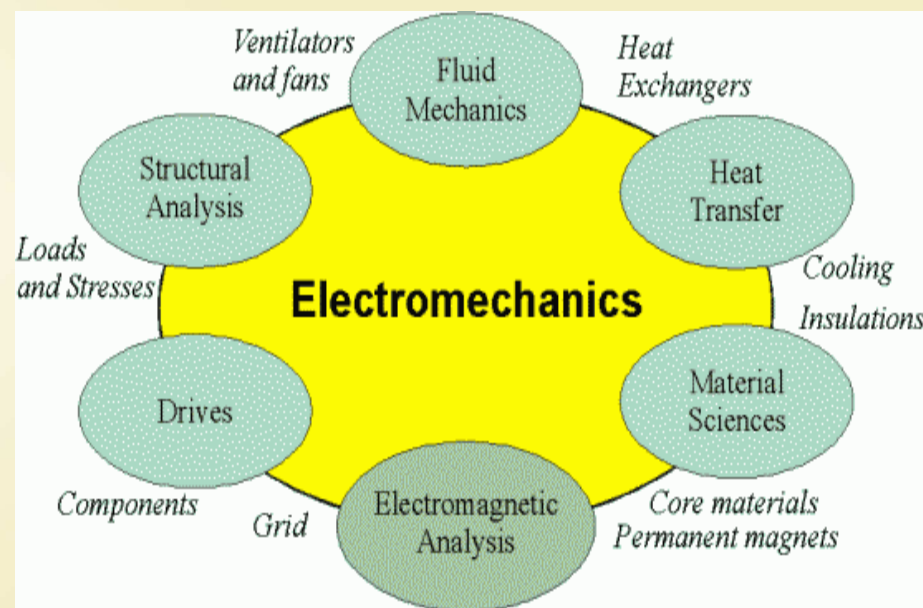 Ventilators
and fans
Fluid
Mechanics
Heat
Exchangers
Structural
Analysis
Heat
Transfer
Loads
and Stresses
Cooling
Electromechanics
Insulations
Drives
Material
Sciences
Components
Grid
Electromagnetic
Analysis
Core materials
Permanent magnets